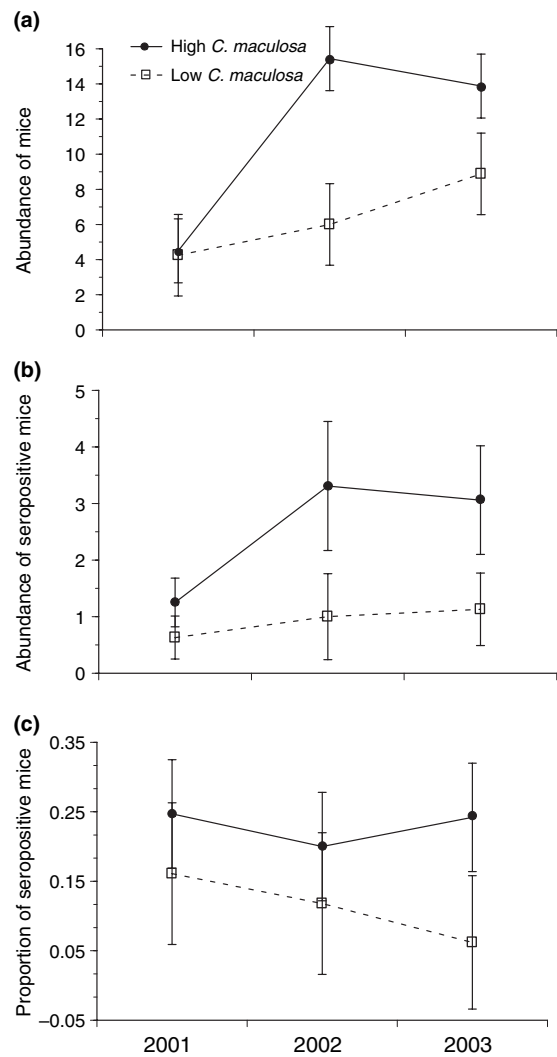 (a)
High C. maculosa
Low C. maculosa
Abundance of mice
16
14
12
10
8
6
4
2
0
(b)
Abundance of seropositive mice
5
4
3
2
1
0
(c)
Proportion of seropositive mice
0.35
0.25
0.15
0.05
−0.05
2001 2002 2003